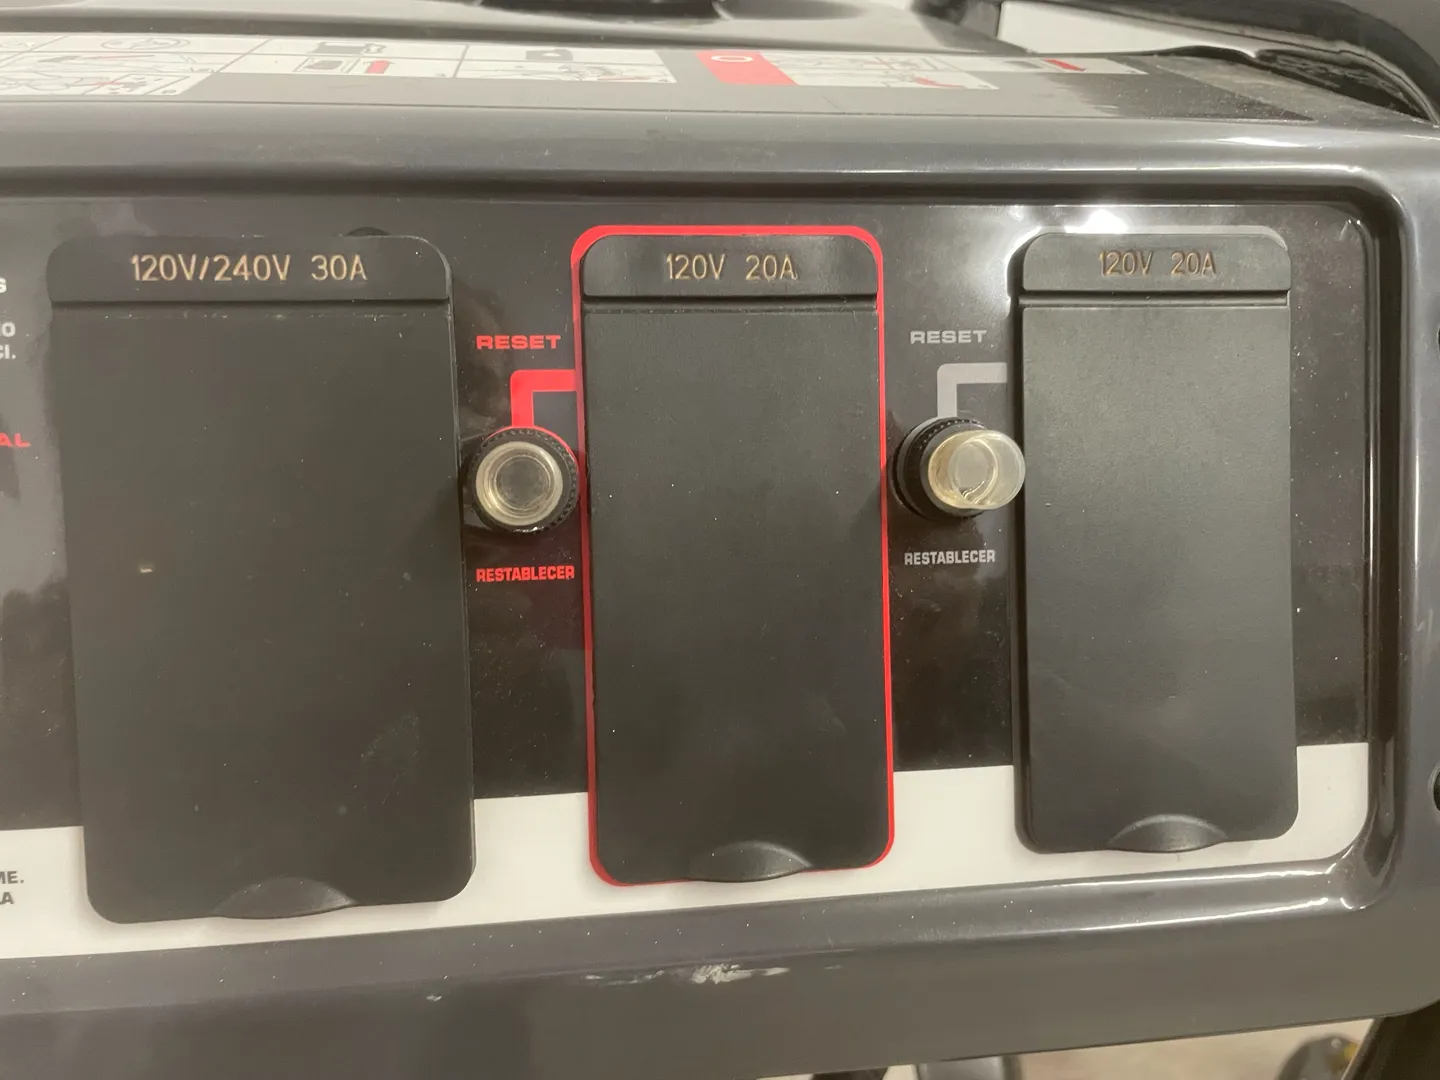 120V/240V 30A
120V 20A
120V 20A
RESET
RESET
RESTABLECER
RESTABLECER